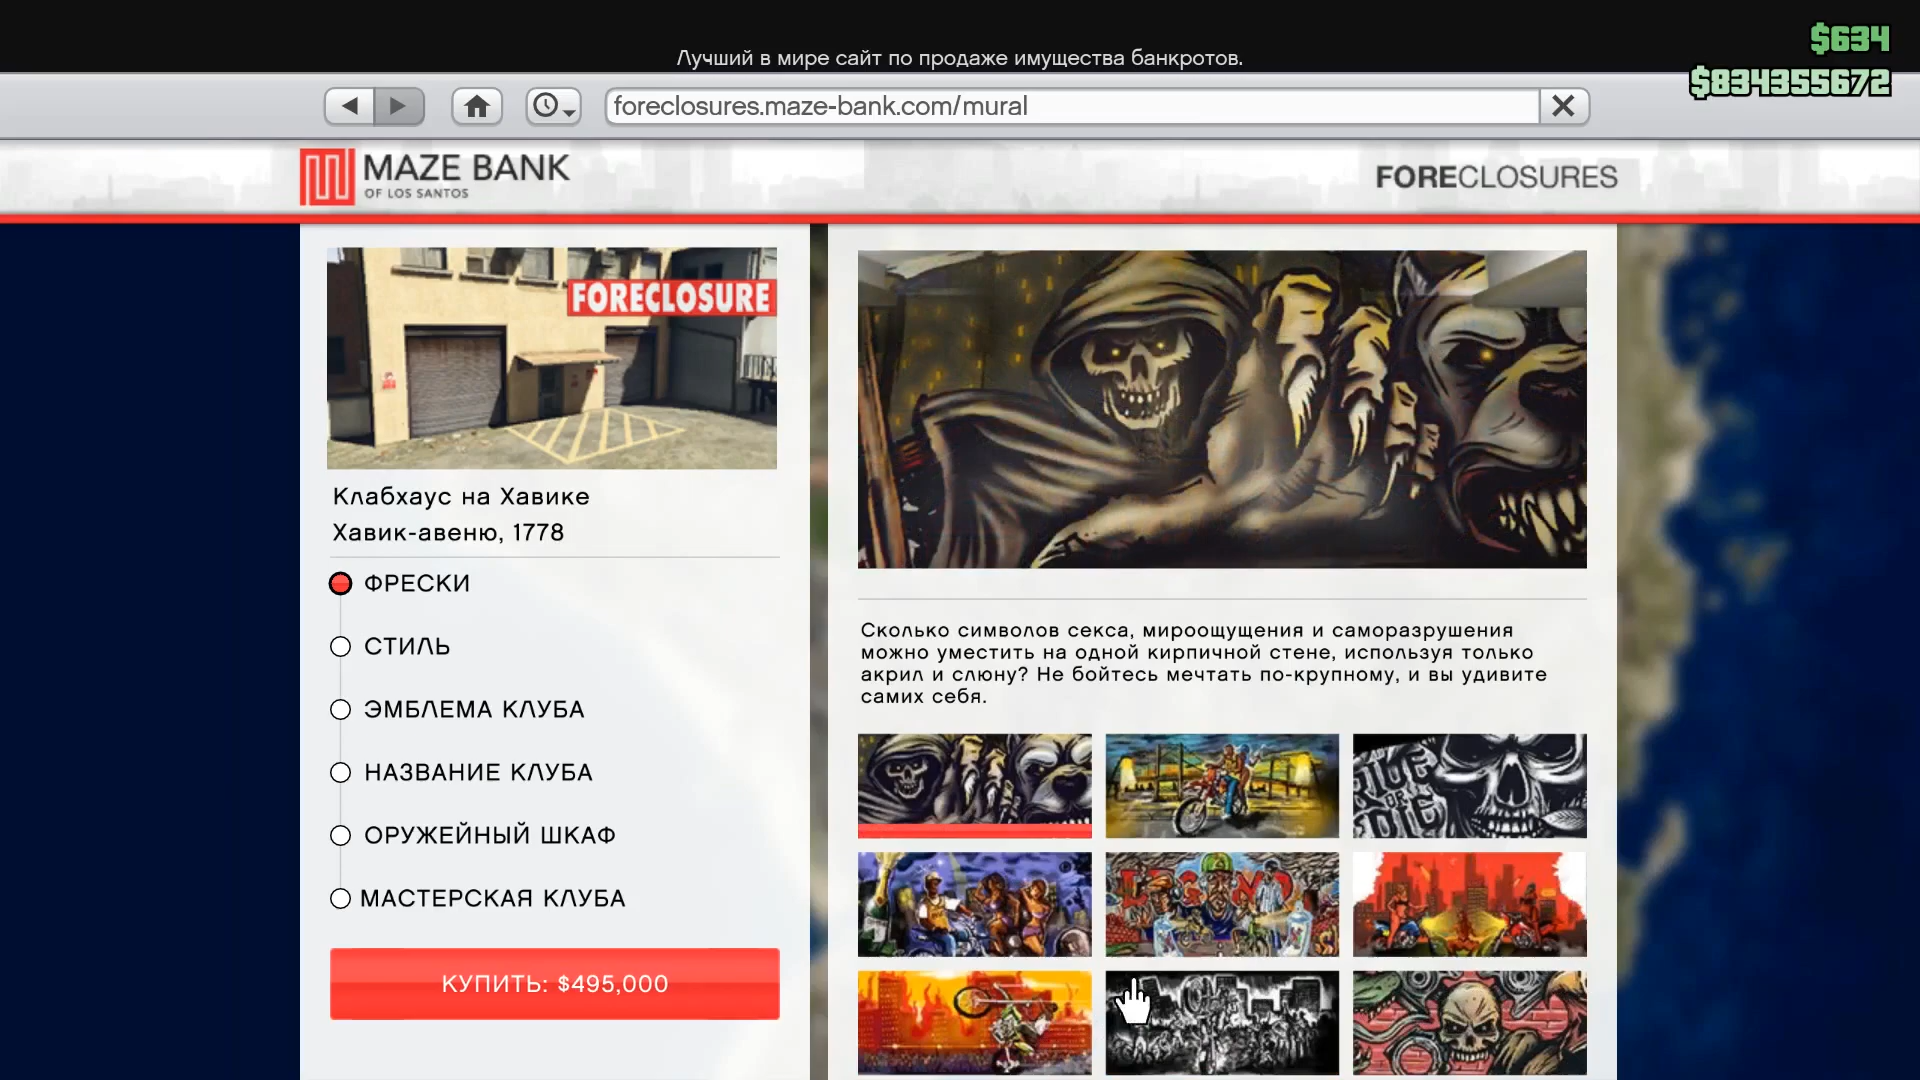 $634
Лучший в мире сайт по продаже имущества банкротов.
$834355672
foreclosures.maze-bank.com/mural
MAZE BANK
OF LOS SANTOS
FORECLOSURES
FORECLOSURE
Клабхаус на Хавике
Хавик-авеню, 1778
ФРЕСКИ
СТИЛЬ
ЭМБЛЕМА КЛУБА
НАЗВАНИЕ КЛУБА
ОРУЖЕЙНЫЙ ШКАФ
МАСТЕРСКАЯ КЛУБА
КУПИТЬ: $495,000
Сколько символов секса, мироощущения и саморазрушения
можно уместить на одной кирпичной стене, используя только
акрил и слюну? Не бойтесь мечтать по-крупному, и вы удивите
самих себя.
RIDE
OR
DIE